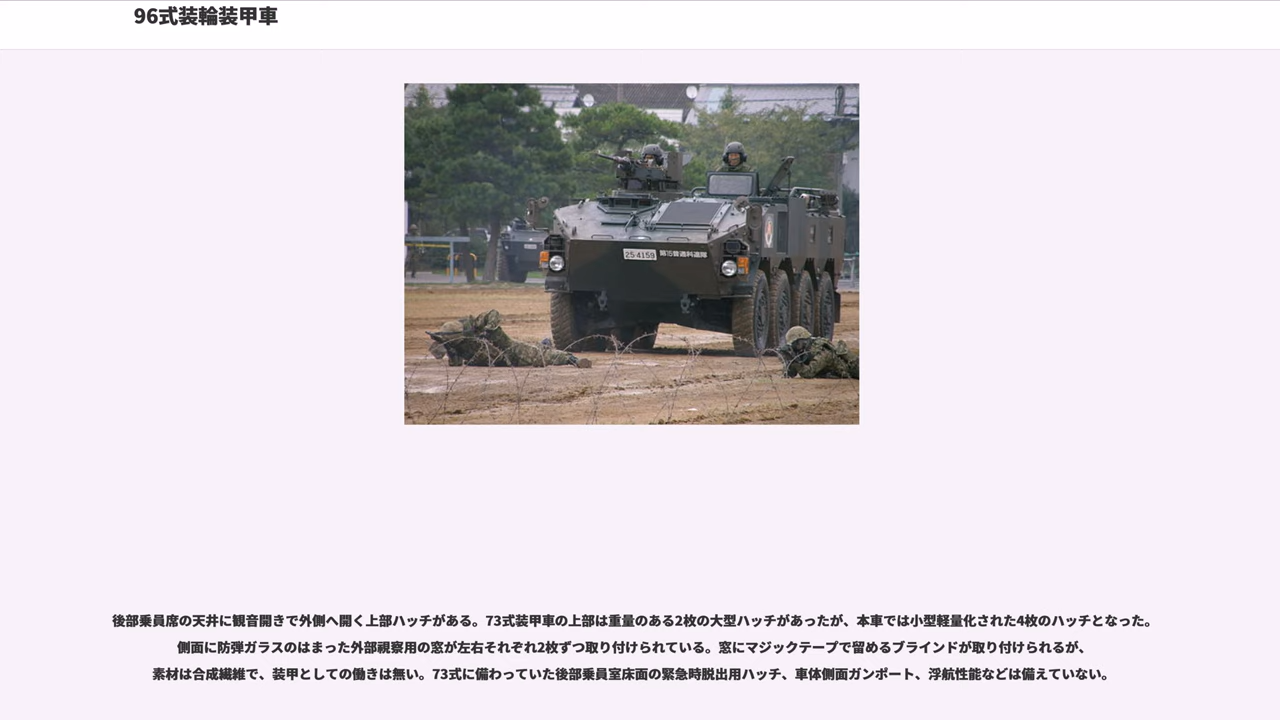 96式装輪装甲車
25-4159 第15普通科連隊
後部乗員席の天井に観音開きで外側へ開く上部ハッチがある。73式装甲車の上部は重量のある2枚の大型ハッチがあったが、本車では小型軽量化された4枚のハッチとなった。
側面に防弾ガラスのはまった外部視察用の窓が左右それぞれ2枚ずつ取り付けられている。窓にマジックテープで留めるブラインドが取り付けられるが、
素材は合成繊維で、装甲としての働きは無い。73式に備わっていた後部乗員室床面の緊急時脱出用ハッチ、車体側面ガンポート、浮航性能などは備えていない。